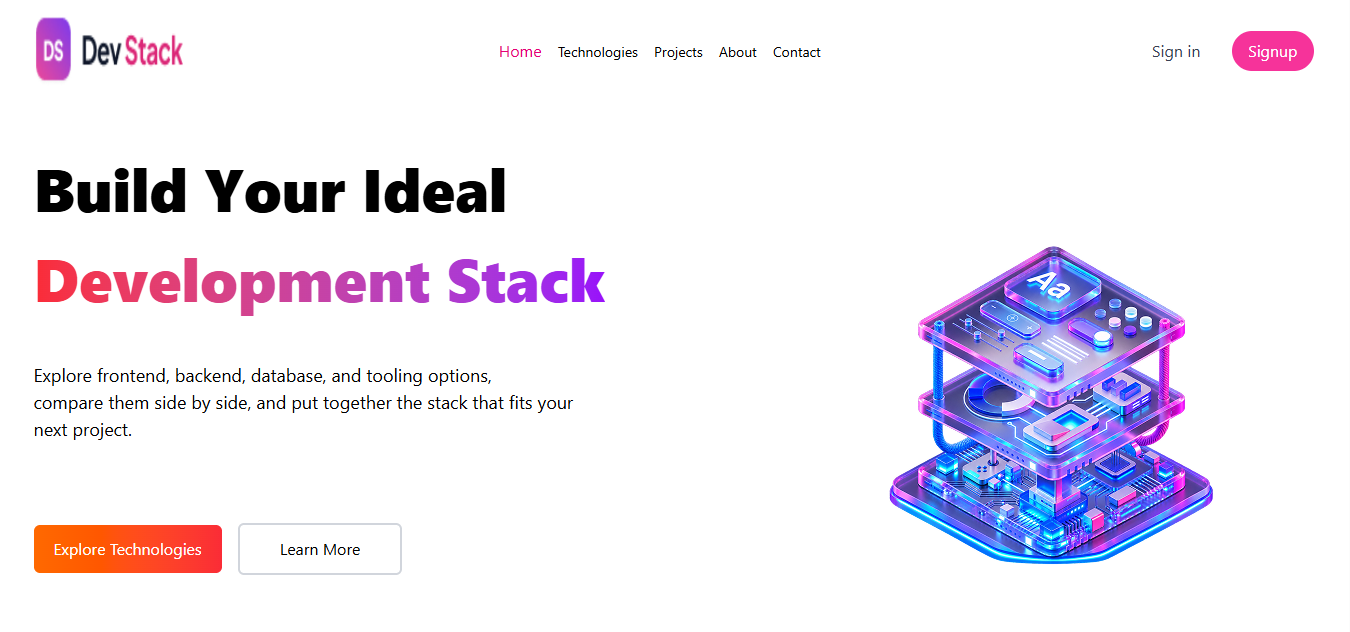 DS DevStack
Home Technologies Projects About Contact
Sign in Signup
Build Your Ideal
Development Stack
Aa
Explore frontend, backend, database, and tooling options,
compare them side by side, and put together the stack that fits your
next project.
Explore Technologies Learn More